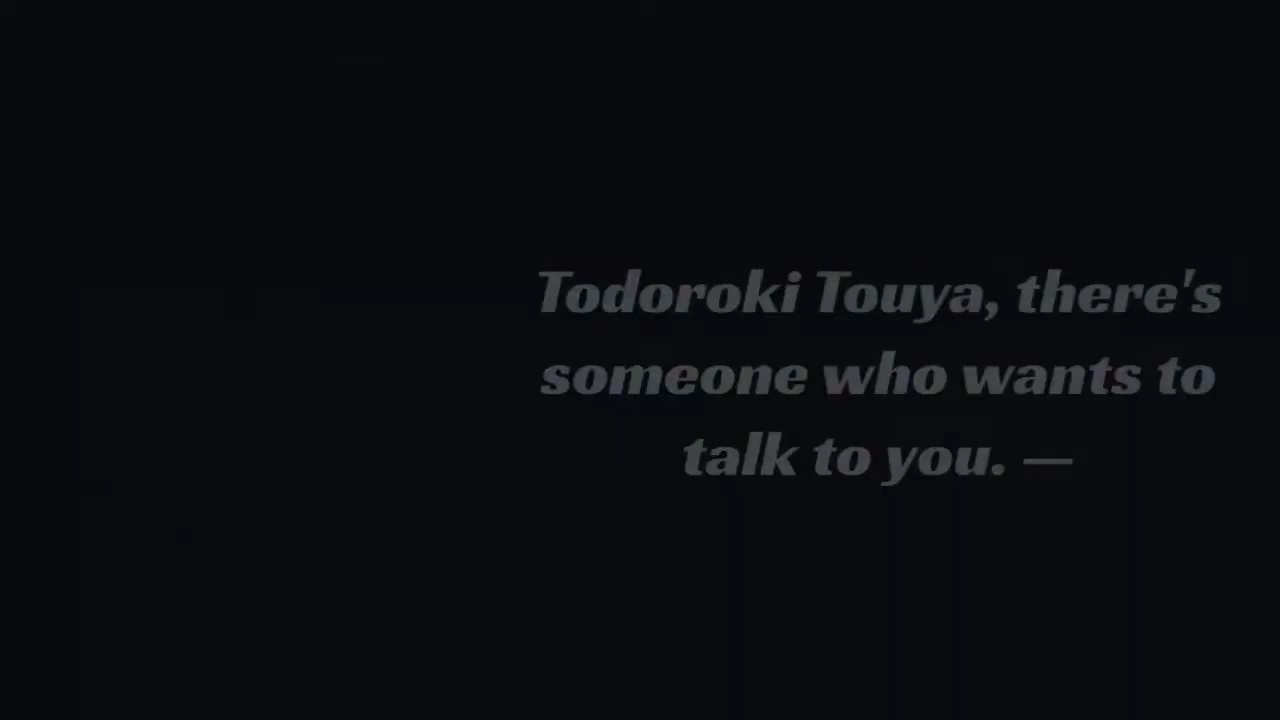 Todoroki Touya, there's
someone who wants to
talk to you. —